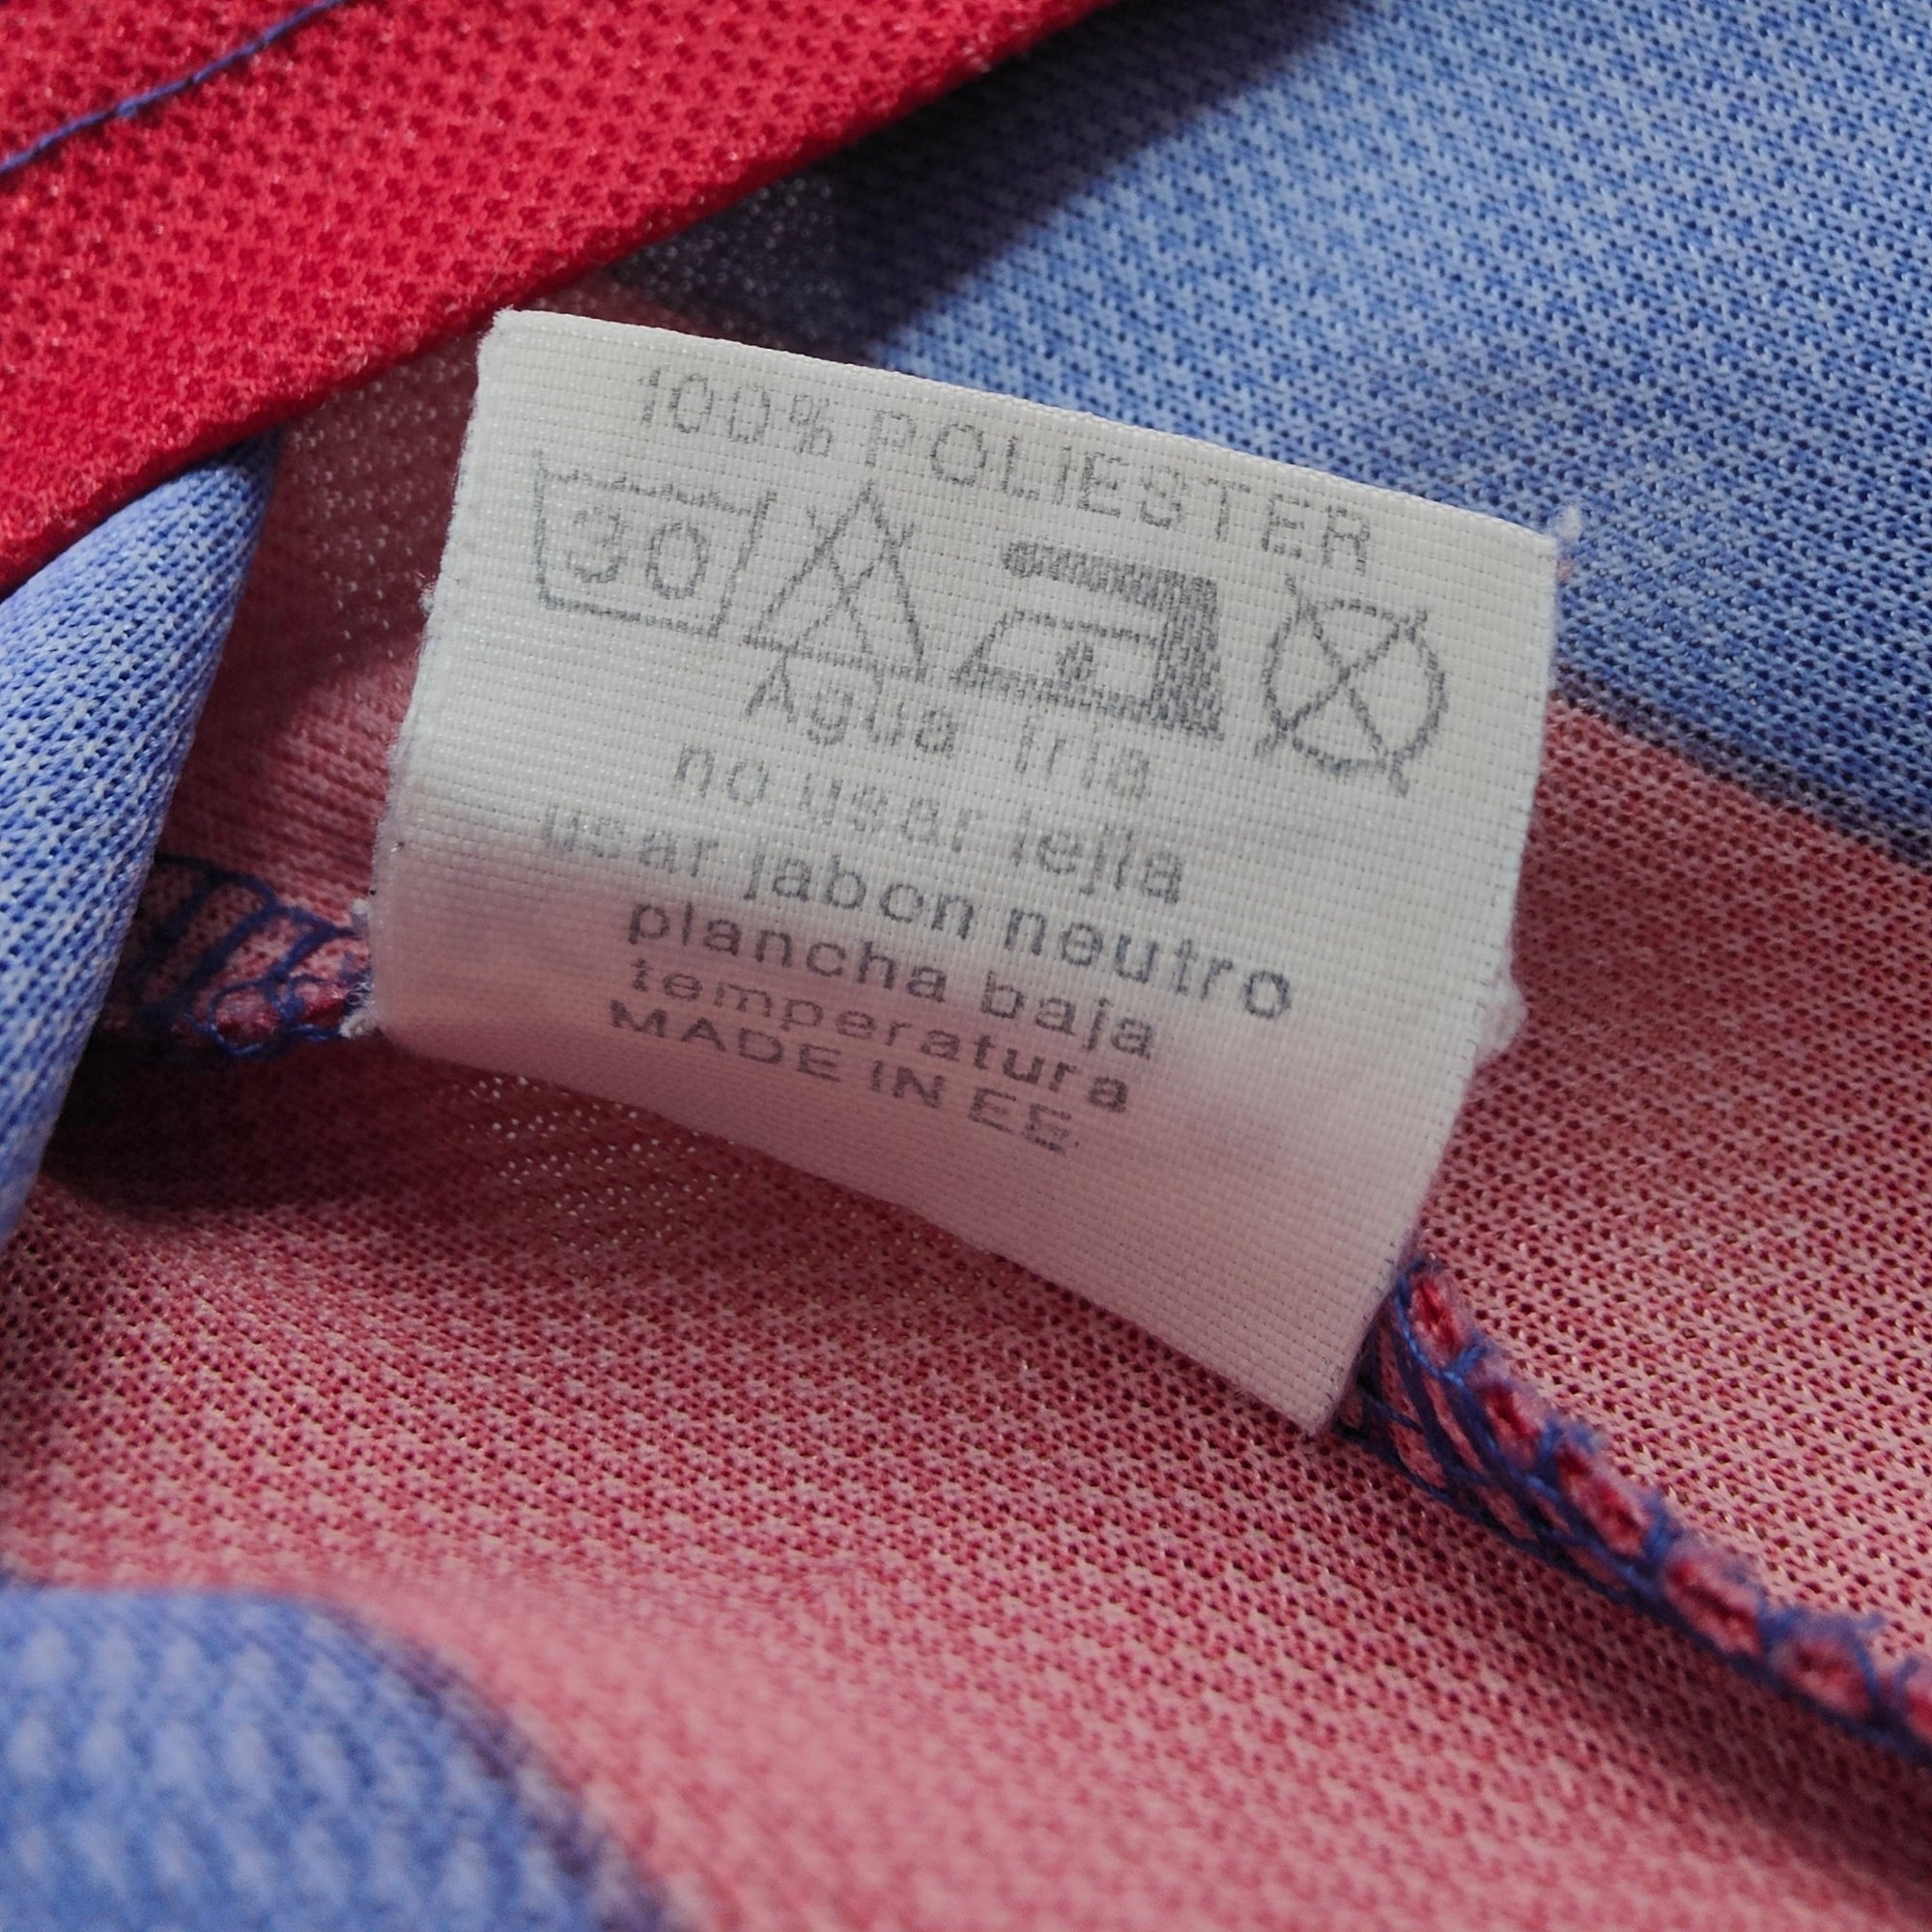 100% POLIESTER
30
Agua fria
no usar lejia
usar jabon neutro
plancha baja
temperatura
MADE IN EE